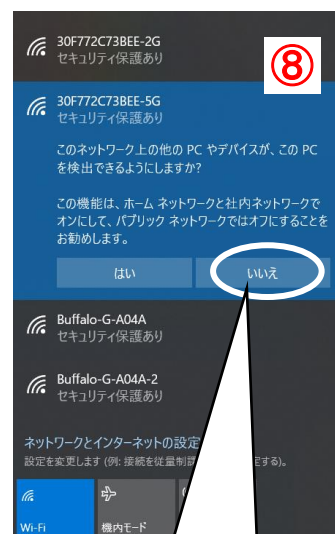 30F772C73BEE-2G
セキュリティ保護あり
⑧
30F772C73BEE-5G
セキュリティ保護あり
このネットワーク上の他の PC やデバイスが、この PC
を検出できるようにしますか?
この機能は、ホーム ネットワークと社内ネットワークで
オンにして、パブリック ネットワークではオフにすることを
お勧めします。
はい
いいえ
Buffalo-G-A04A
セキュリティ保護あり
Buffalo-G-A04A-2
セキュリティ保護あり
ネットワークとインターネットの設定
設定を変更します (例: 接続を従量制 定する)。
Wi-Fi
機内モード